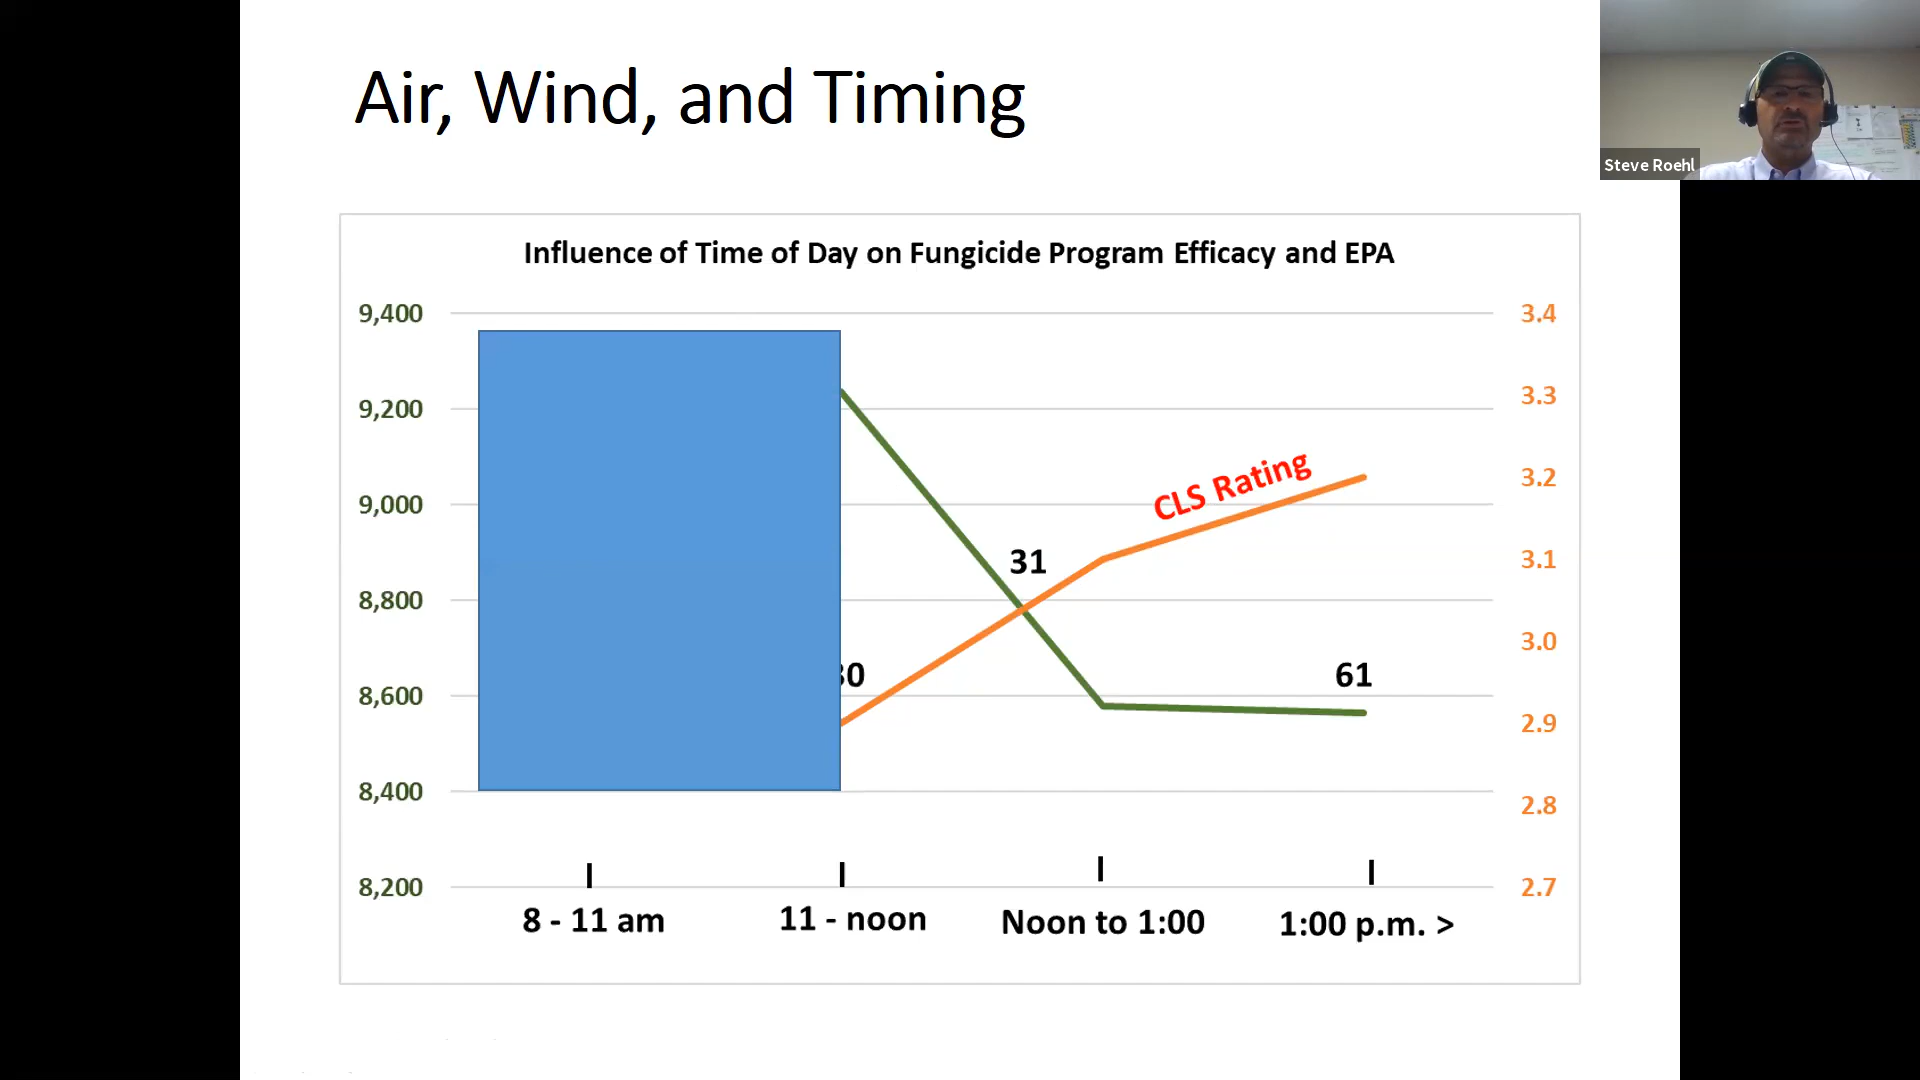 Air, Wind, and Timing
Steve Roehl
Influence of Time of Day on Fungicide Program Efficacy and EPA
9,400
3.4
3.3
9,200
CLS Rating
3.2
9,000
31
3.1
8,800
3.0
61
8,600
2.9
8,400
2.8
8,200
2.7
8 - 11 am
11 - noon
Noon to 1:00
1:00 p.m. >